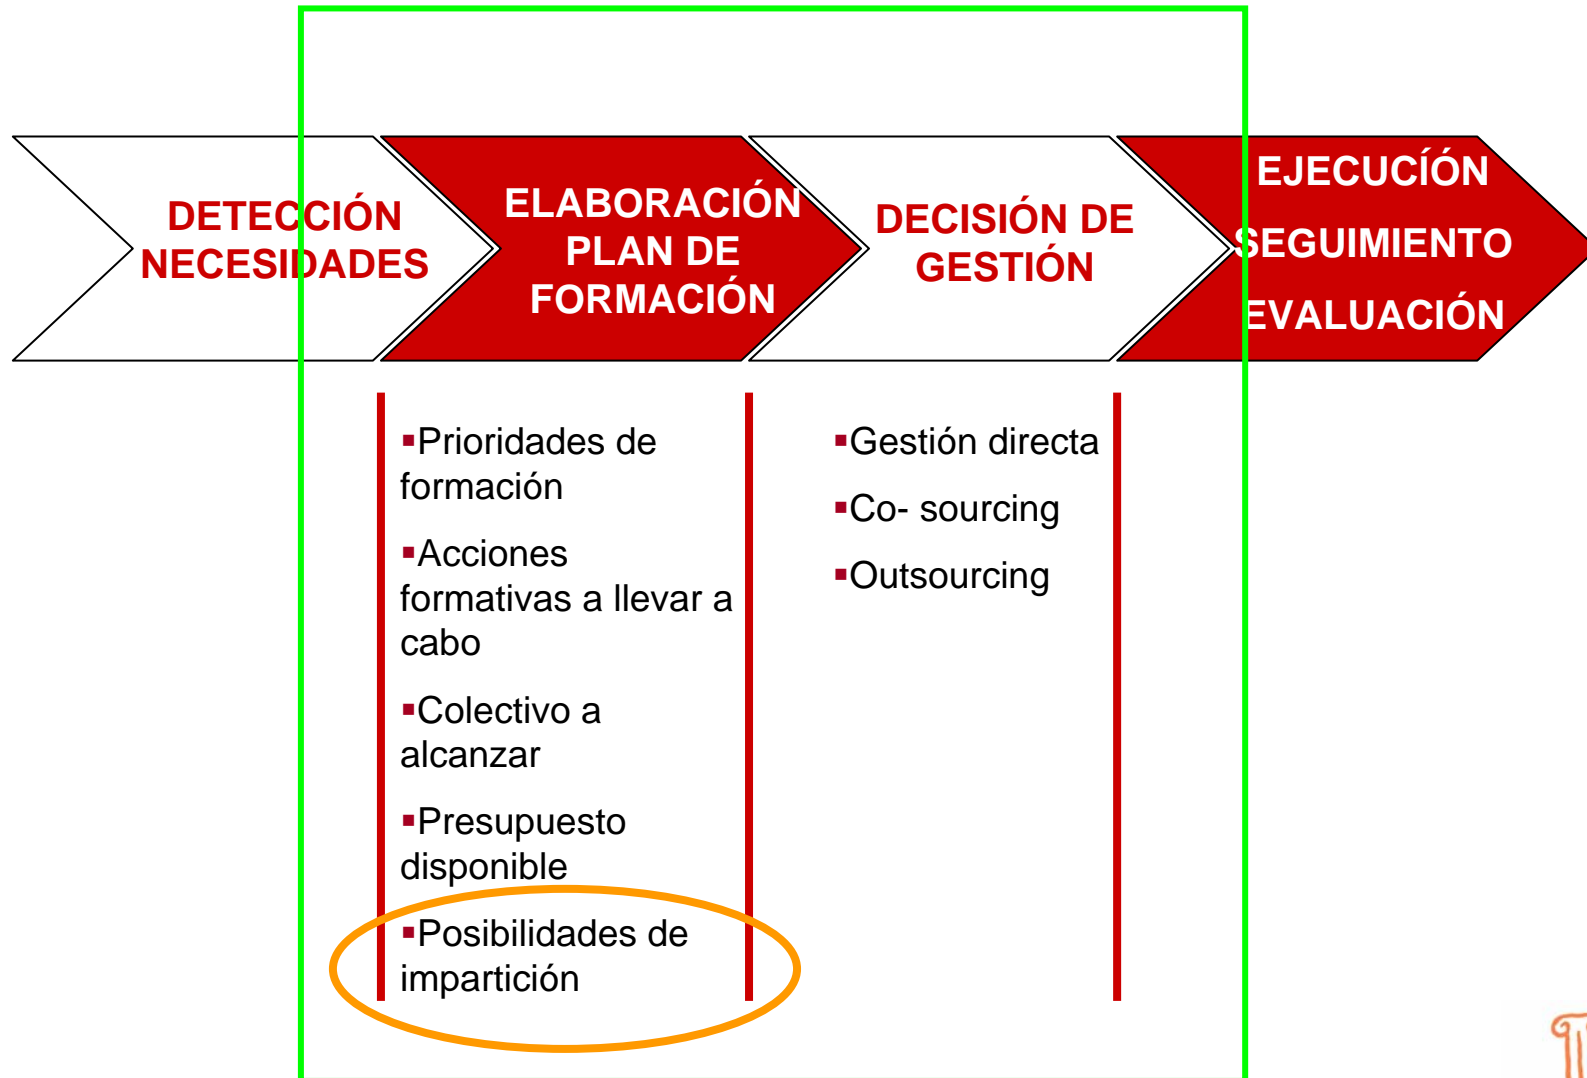 DETECCIÓN
NECESIDADES
ELABORACIÓN
PLAN DE
FORMACIÓN
DECISIÓN DE
GESTIÓN
EJECUCÍÓN
SEGUIMIENTO
EVALUACIÓN
▪Prioridades de
formación
▪Acciones
formativas a llevar a
cabo
▪Colectivo a
alcanzar
▪Presupuesto
disponible
▪Posibilidades de
impartición
▪Gestión directa
▪Co- sourcing
▪Outsourcing